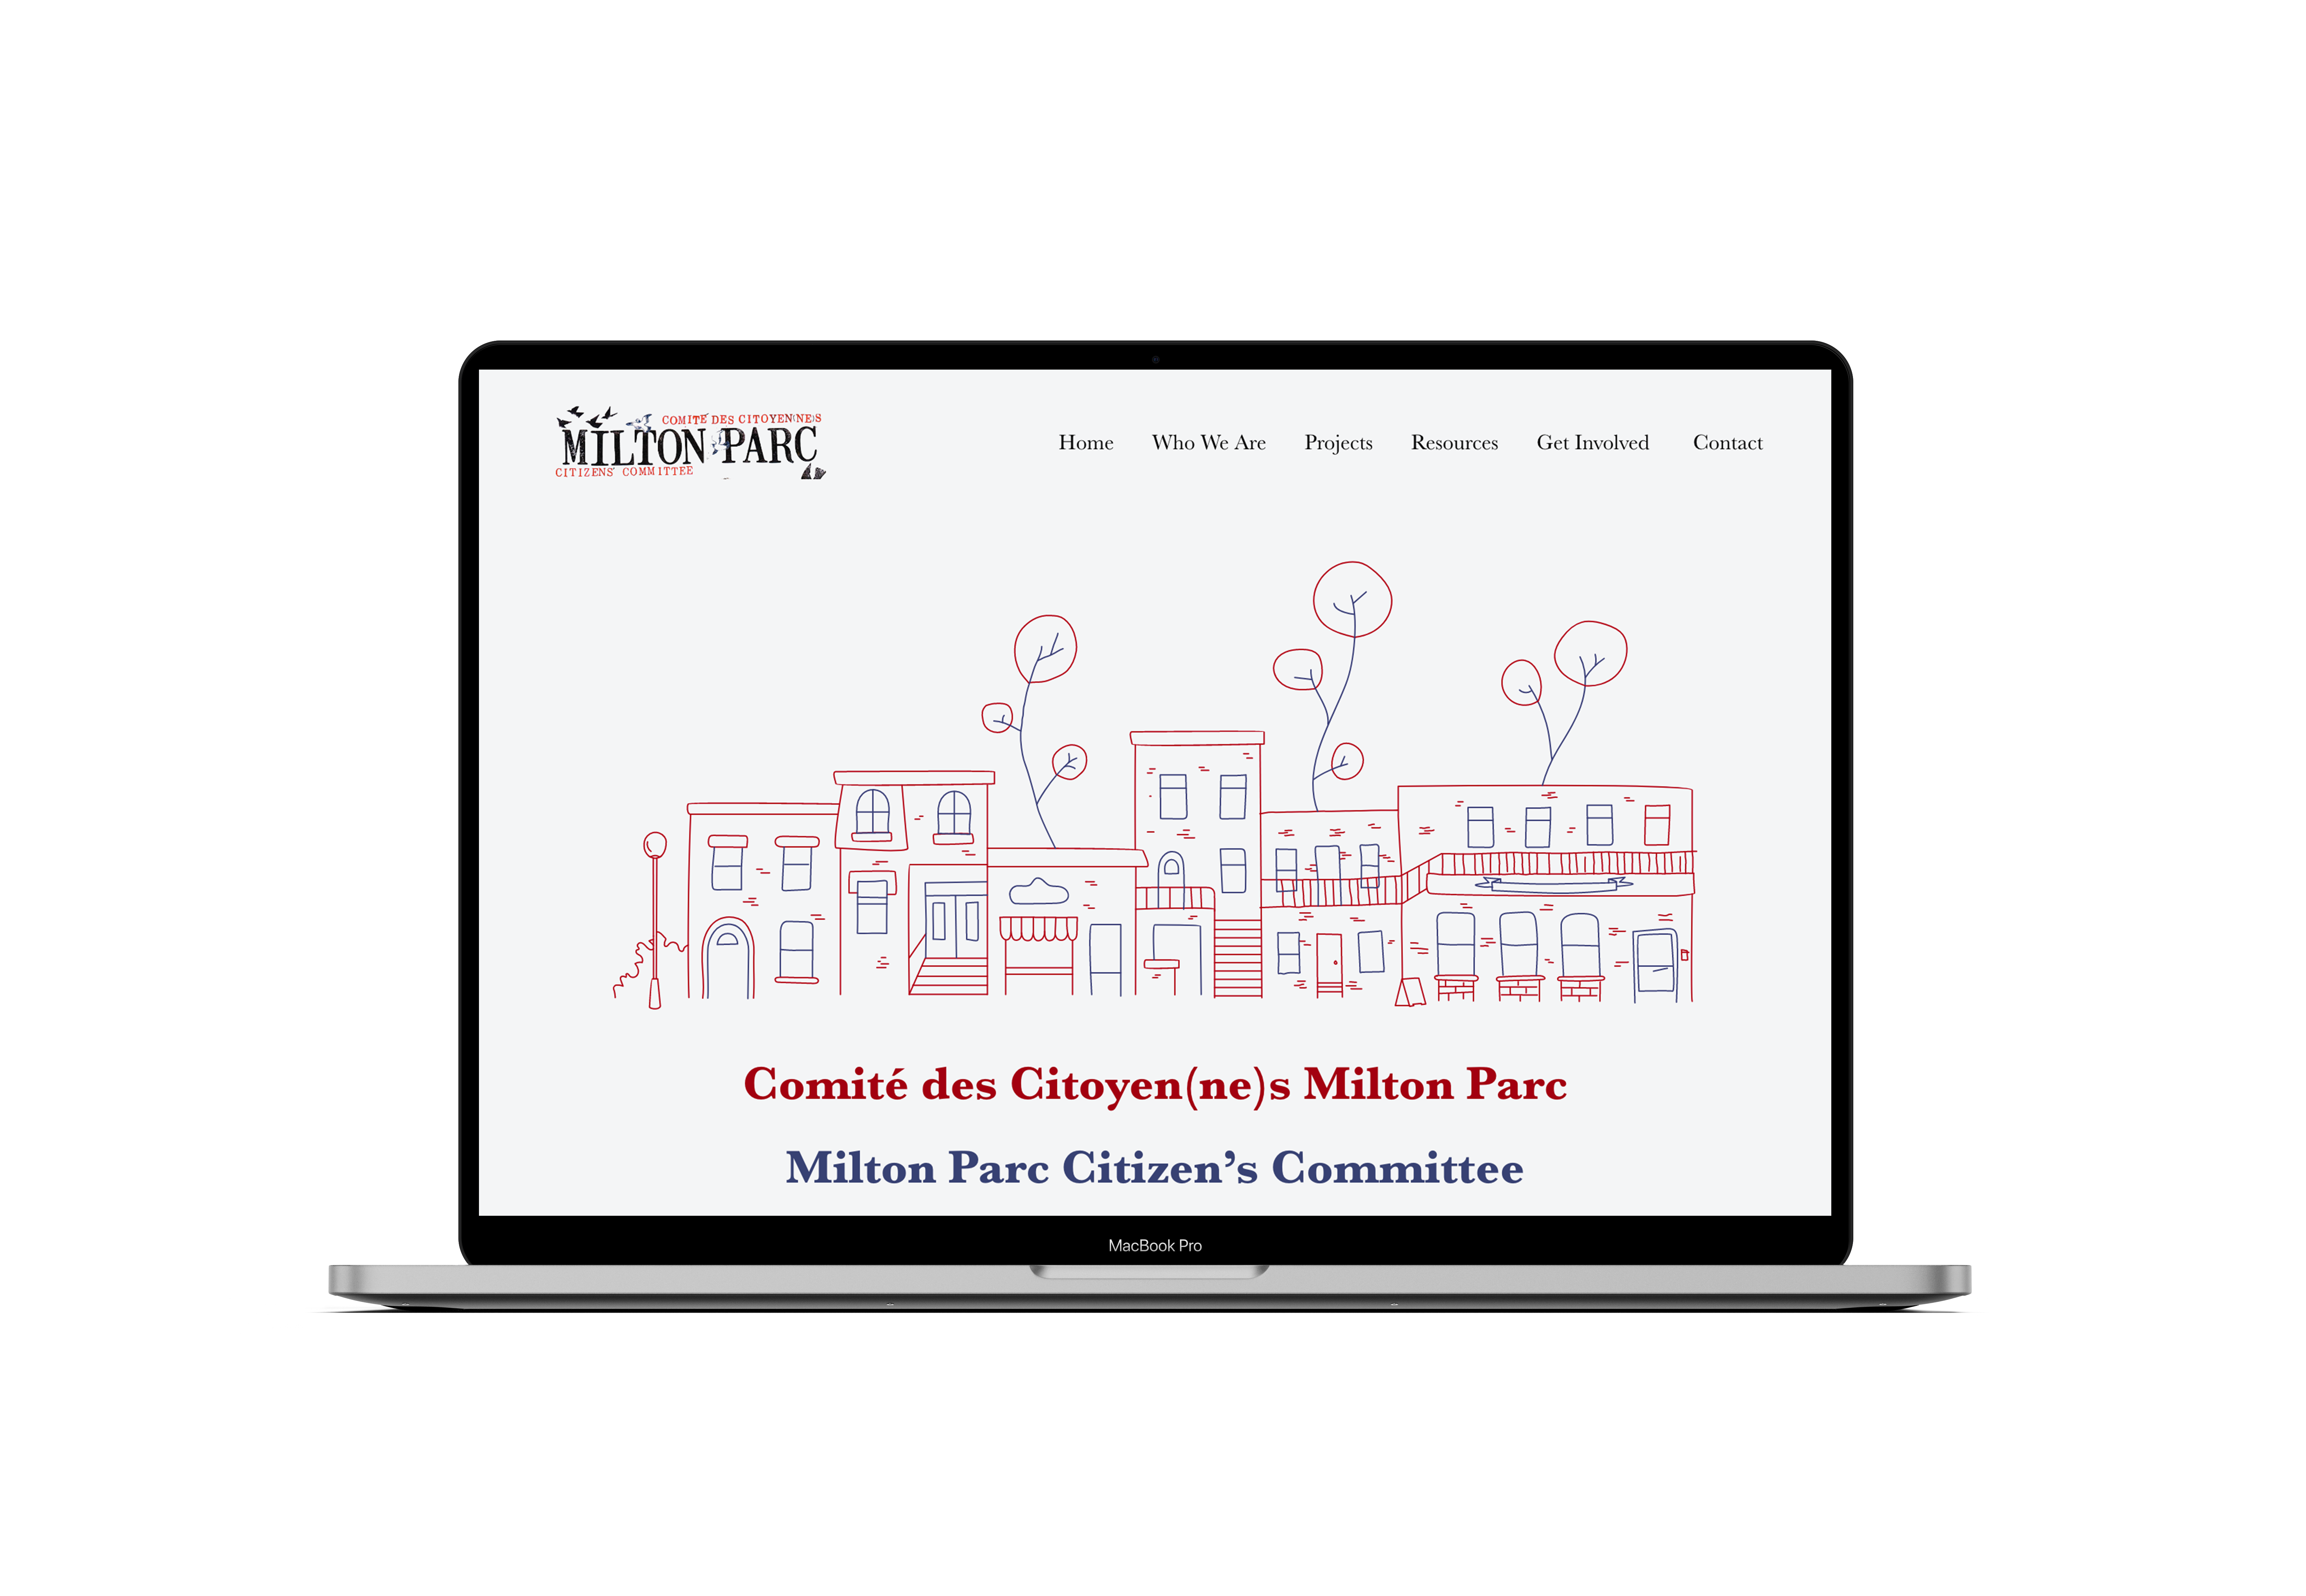 COMITÉ DES CITOYEN(NE)S
MILTON PARC
CITIZENS' COMMITTEE
Home Who We Are Projects Resources Get Involved Contact
Comité des Citoyen(ne)s Milton Parc
Milton Parc Citizen’s Committee
MacBook Pro